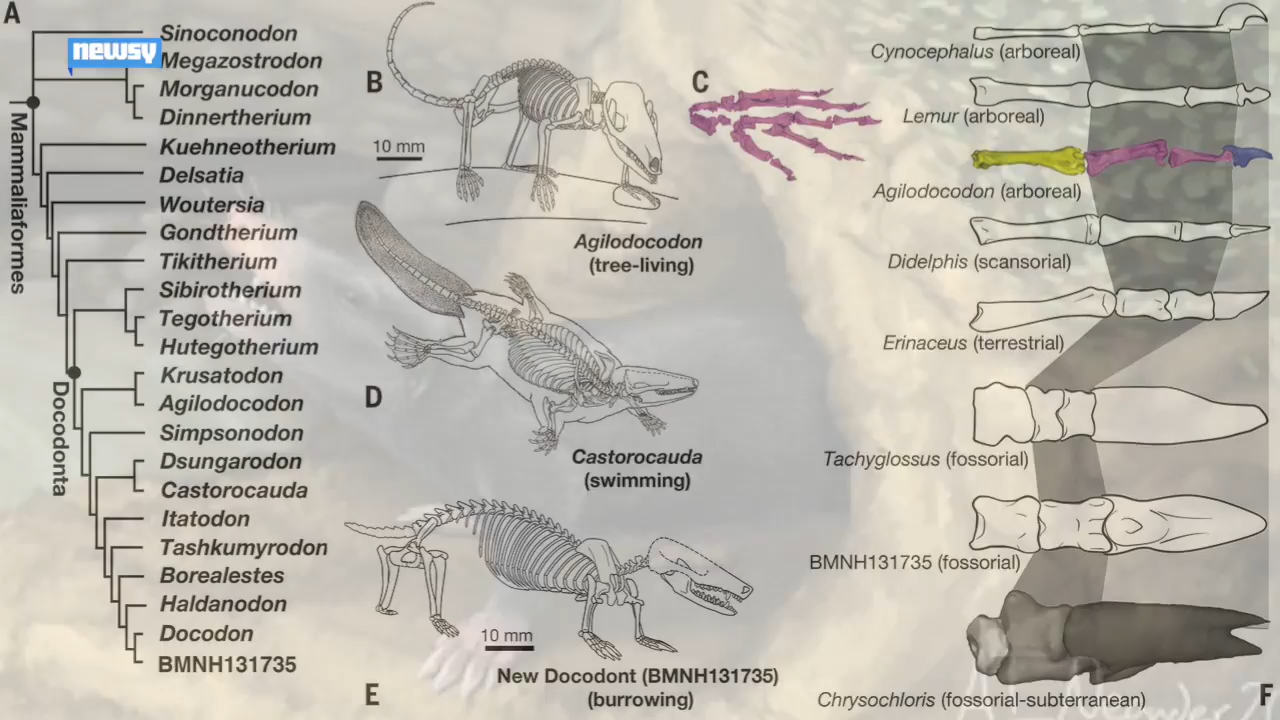 A
newsy
Sinoconodon
Megazostrodon
Morganucodon
Dinnertherium
Kuehneotherium
Delsatia
Woutersia
Gondtherium
Tikitherium
Sibirotherium
Tegotherium
Hutegotherium
Krusatodon
Agilodocodon
Simpsonodon
Dsungarodon
Castorocauda
Itatodon
Tashkumyrodon
Borealestes
Haldanodon
Docodon
BMNH131735
Mammaliaformes
Docodonta
B
10 mm
Agilodocodon
(tree-living)
C
D
Castorocauda
(swimming)
10 mm
New Docodont (BMNH131735)
(burrowing)
E
Cynocephalus (arboreal)
Lemur (arboreal)
Agilodocodon (arboreal)
Didelphis (scansorial)
Erinaceus (terrestrial)
Tachyglossus (fossorial)
BMNH131735 (fossorial)
Chrysochloris (fossorial-subterranean)
F